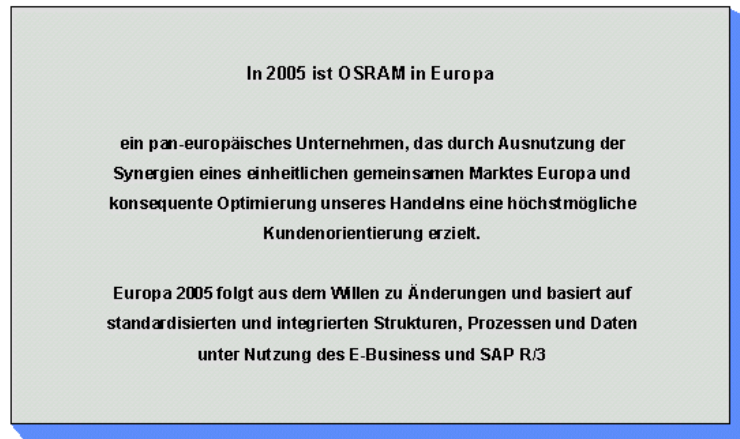 In 2005 ist OSRAM in Europa
ein pan-europäisches Unternehmen, das durch Ausnutzung der
Synergien eines einheitlichen gemeinsamen Marktes Europa und
konsequente Optimierung unseres Handelns eine höchstmögliche
Kundenorientierung erzielt.
Europa 2005 folgt aus dem Willen zu Änderungen und basiert auf
standardisierten und integrierten Strukturen, Prozessen und Daten
unter Nutzung des E-Business und SAP R/3